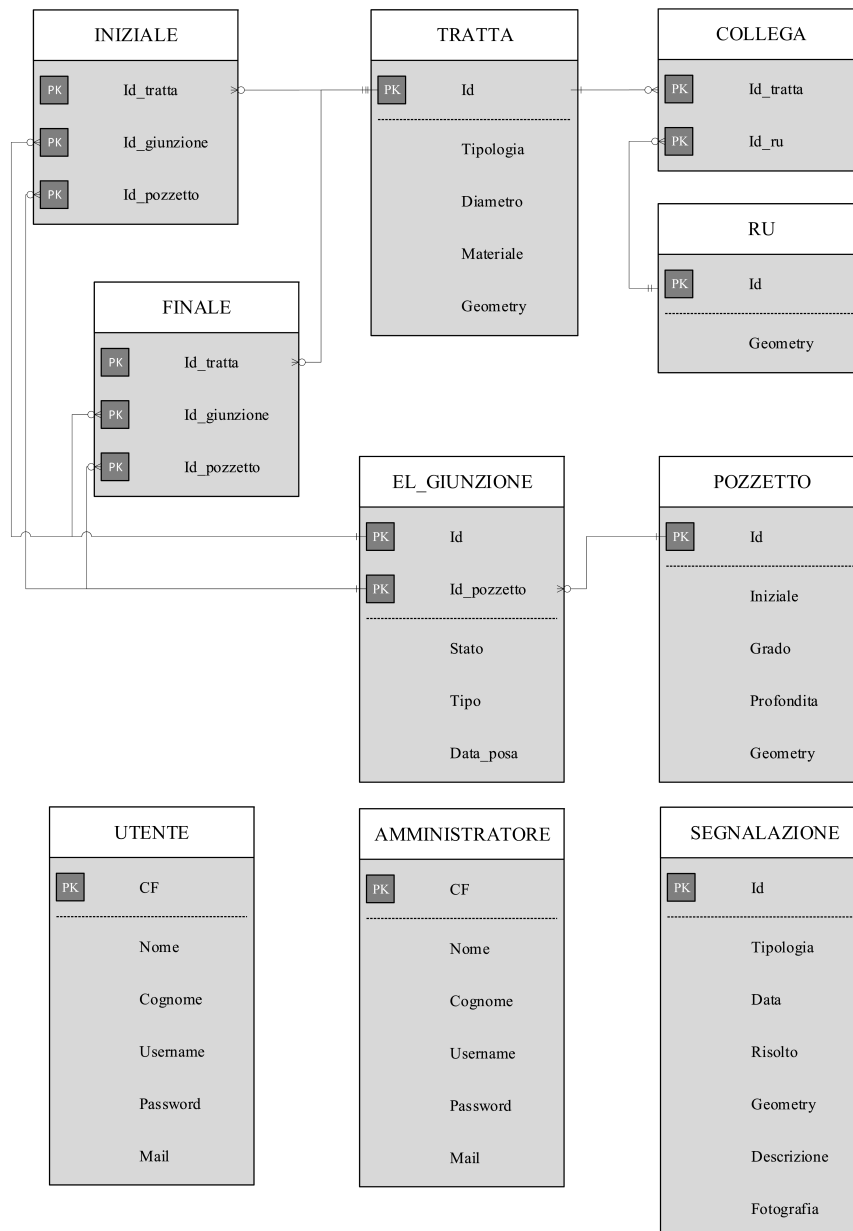 INIZIALE
PK Id_tratta
PK Id_giunzione
PK Id_pozzetto
TRATTA
PK Id
Tipologia
Diametro
Materiale
Geometry
COLLEGA
PK Id_tratta
PK Id_ru
RU
PK Id
Geometry
FINALE
PK Id_tratta
PK Id_giunzione
PK Id_pozzetto
EL_GIUNZIONE
PK Id
PK Id_pozzetto
Stato
Tipo
Data_posa
POZZETTO
PK Id
Iniziale
Grado
Profondita
Geometry
UTENTE
PK CF
Nome
Cognome
Username
Password
Mail
AMMINISTRATORE
PK CF
Nome
Cognome
Username
Password
Mail
SEGNALAZIONE
PK Id
Tipologia
Data
Risolto
Geometry
Descrizione
Fotografia